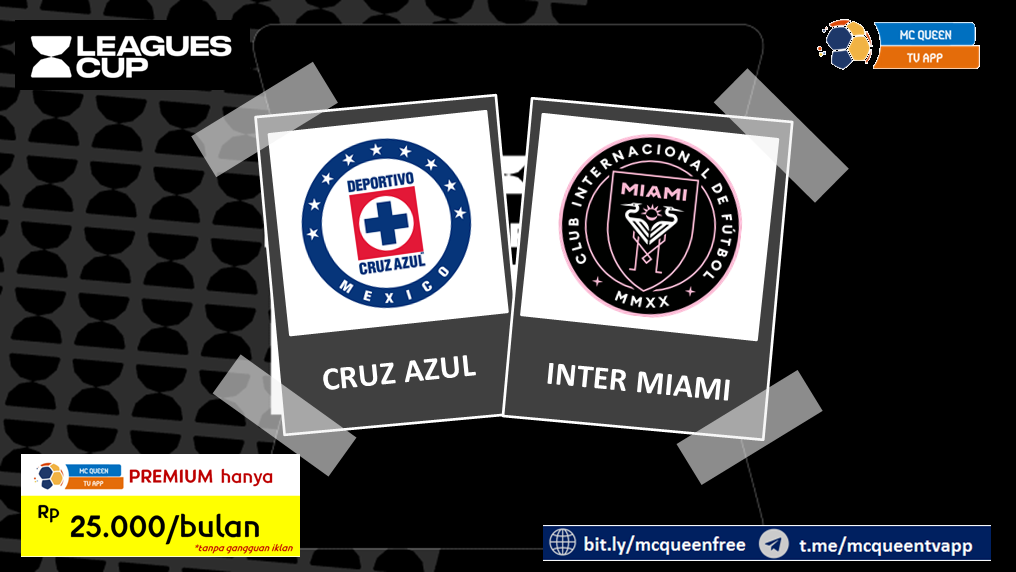 LEAGUES
CUP
MC QUEEN
TV APP
DEPORTIVO
CRUZ AZUL
MEXICO
CLUB INTERNACIONAL DE FÚTBOL
MIAMI
MMXX
CRUZ AZUL
INTER MIAMI
MC QUEEN
TV APP
PREMIUM hanya
Rp 25.000/bulan
*tanpa gangguan iklan
bit.ly/mcqueenfree
t.me/mcqueentvapp